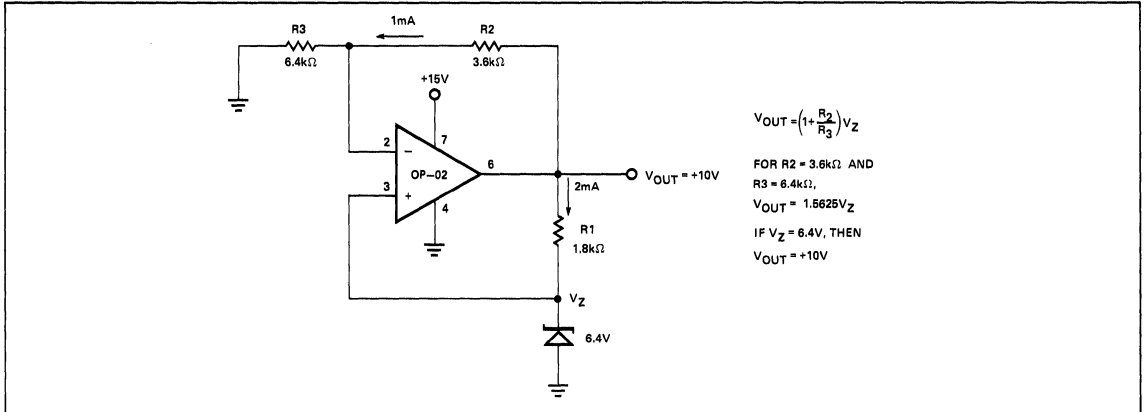 1mA
R3
R2
6.4kΩ
3.6kΩ
+15V
7
2
−
OP–02
6
3
+
4
2mA
VOUT = +10V
R1
1.8kΩ
VZ
6.4V
VOUT = (1+ R2/R3) VZ
FOR R2 = 3.6kΩ AND
R3 = 6.4kΩ,
VOUT = 1.5625VZ
IF VZ = 6.4V, THEN
VOUT = +10V